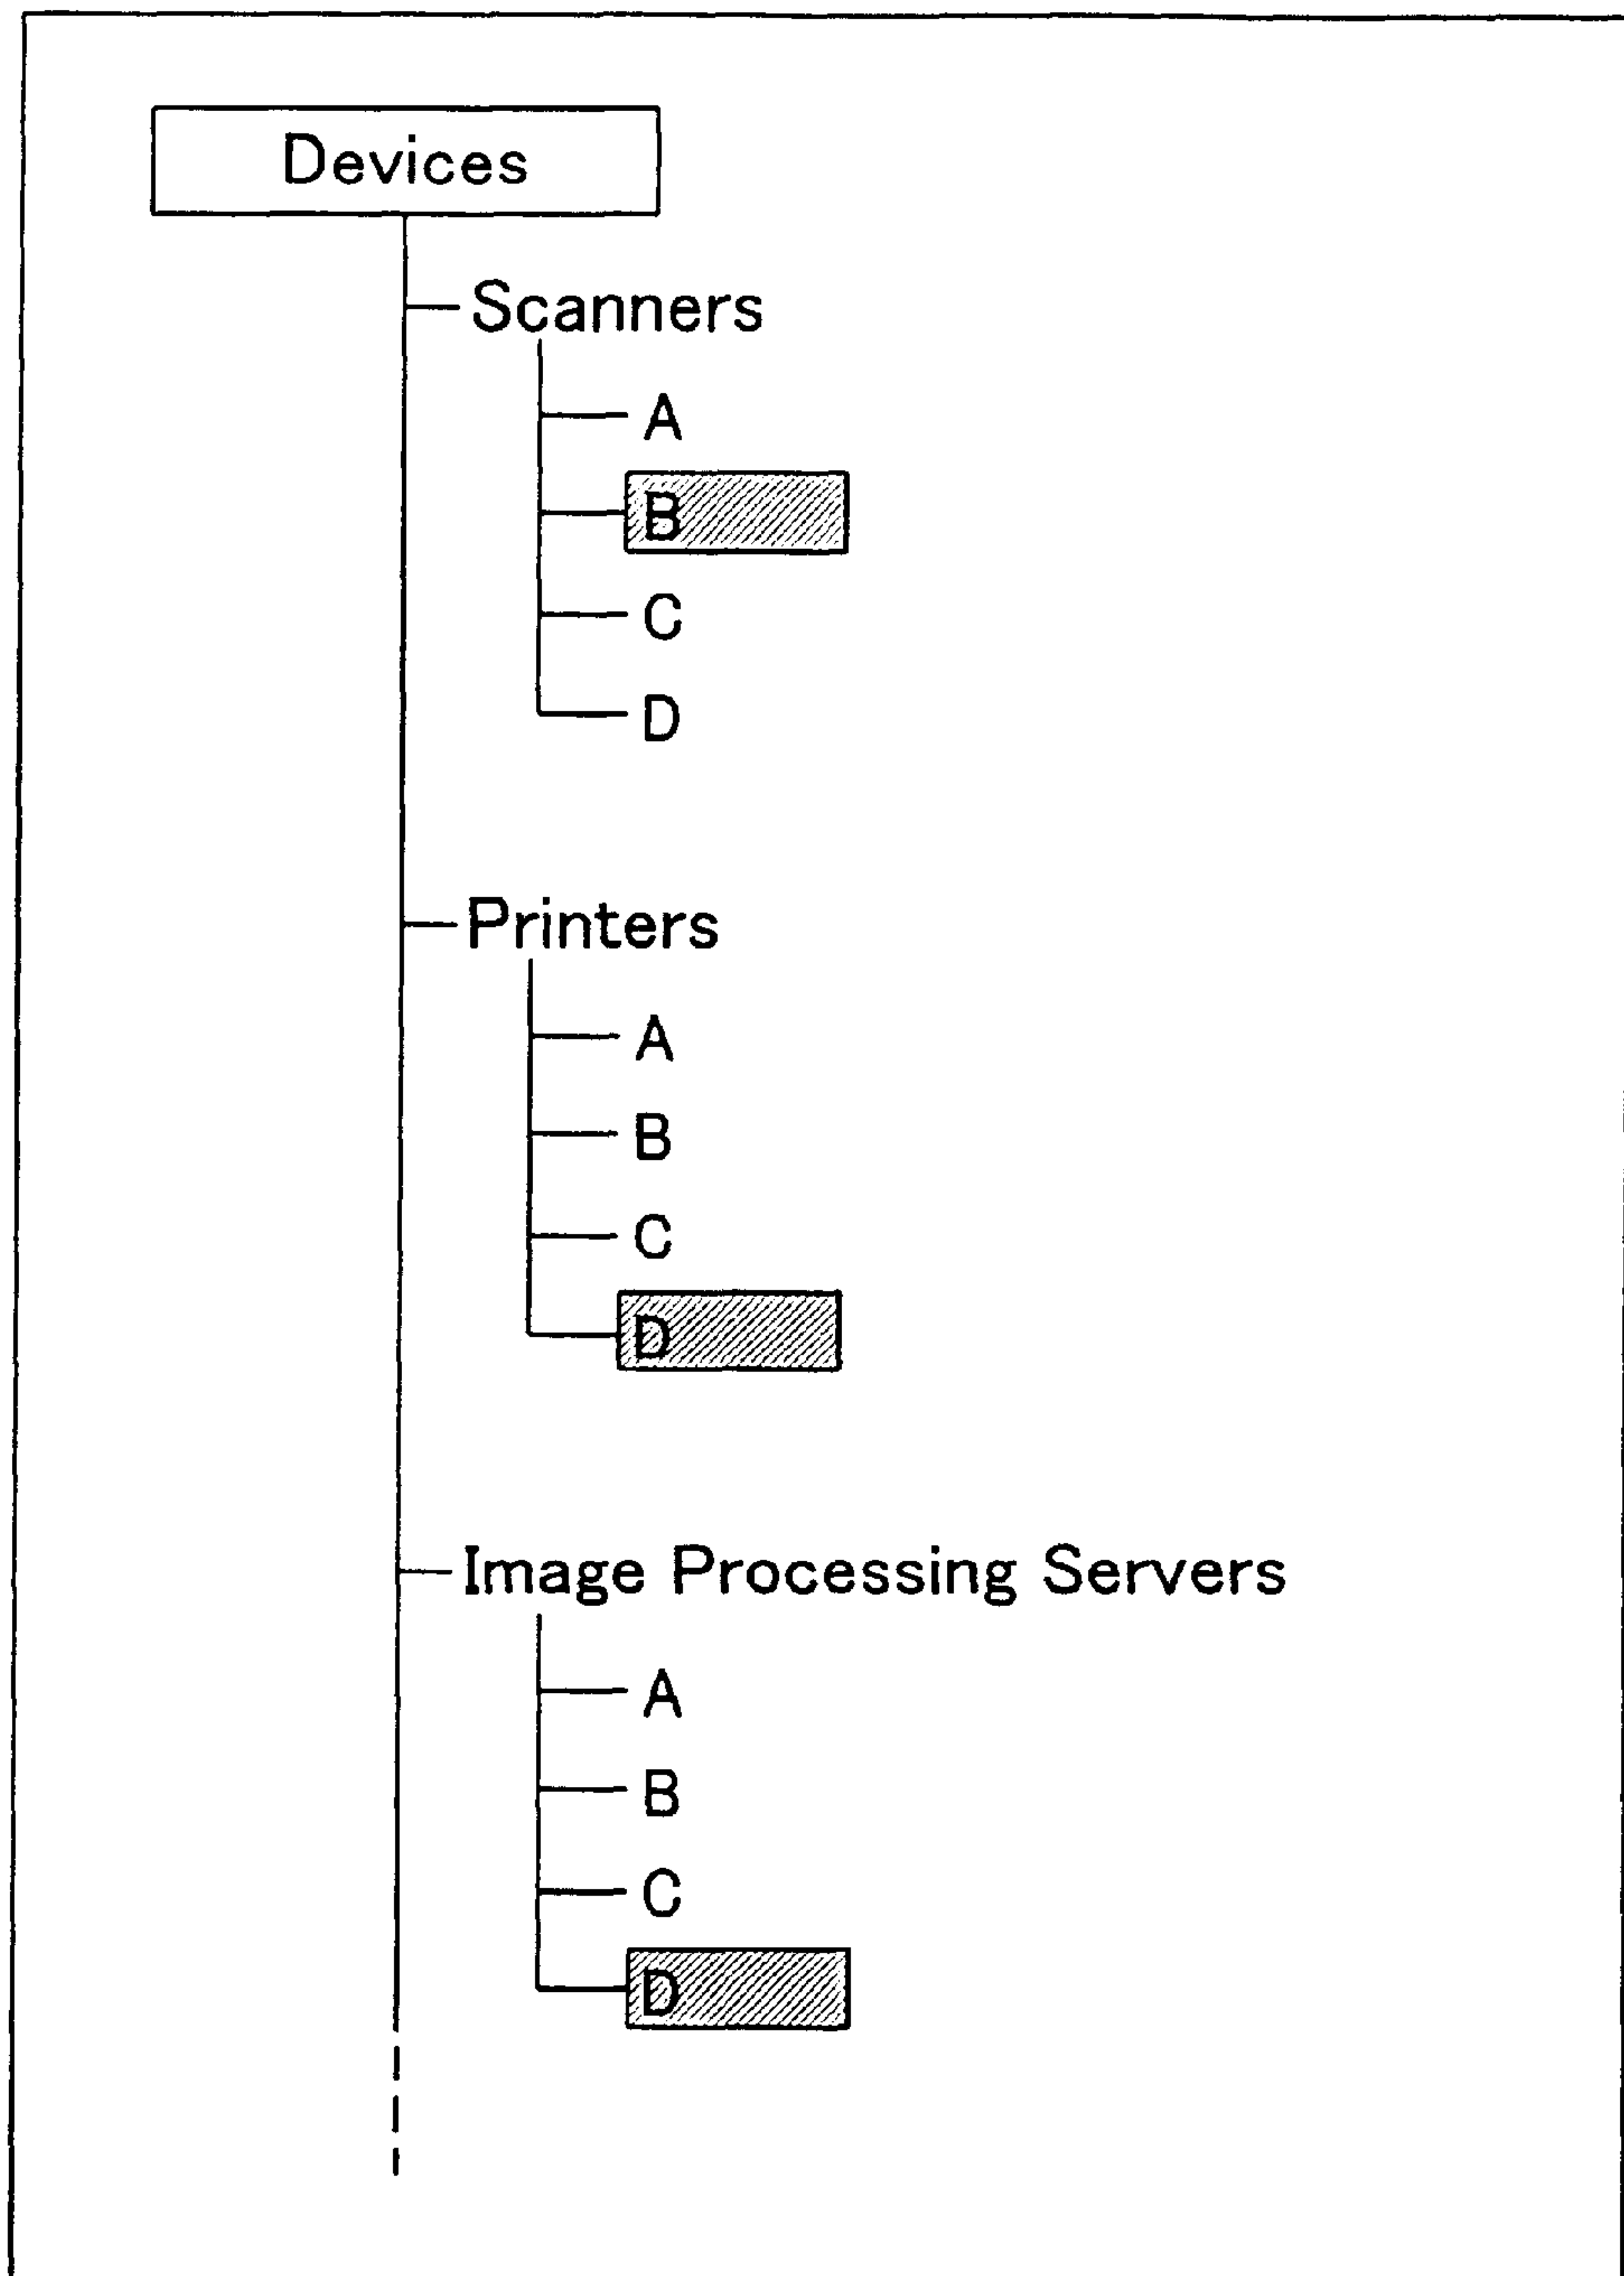 Devices
Scanners
A
B
C
D
Printers
A
B
C
D
Image Processing Servers
A
B
C
D